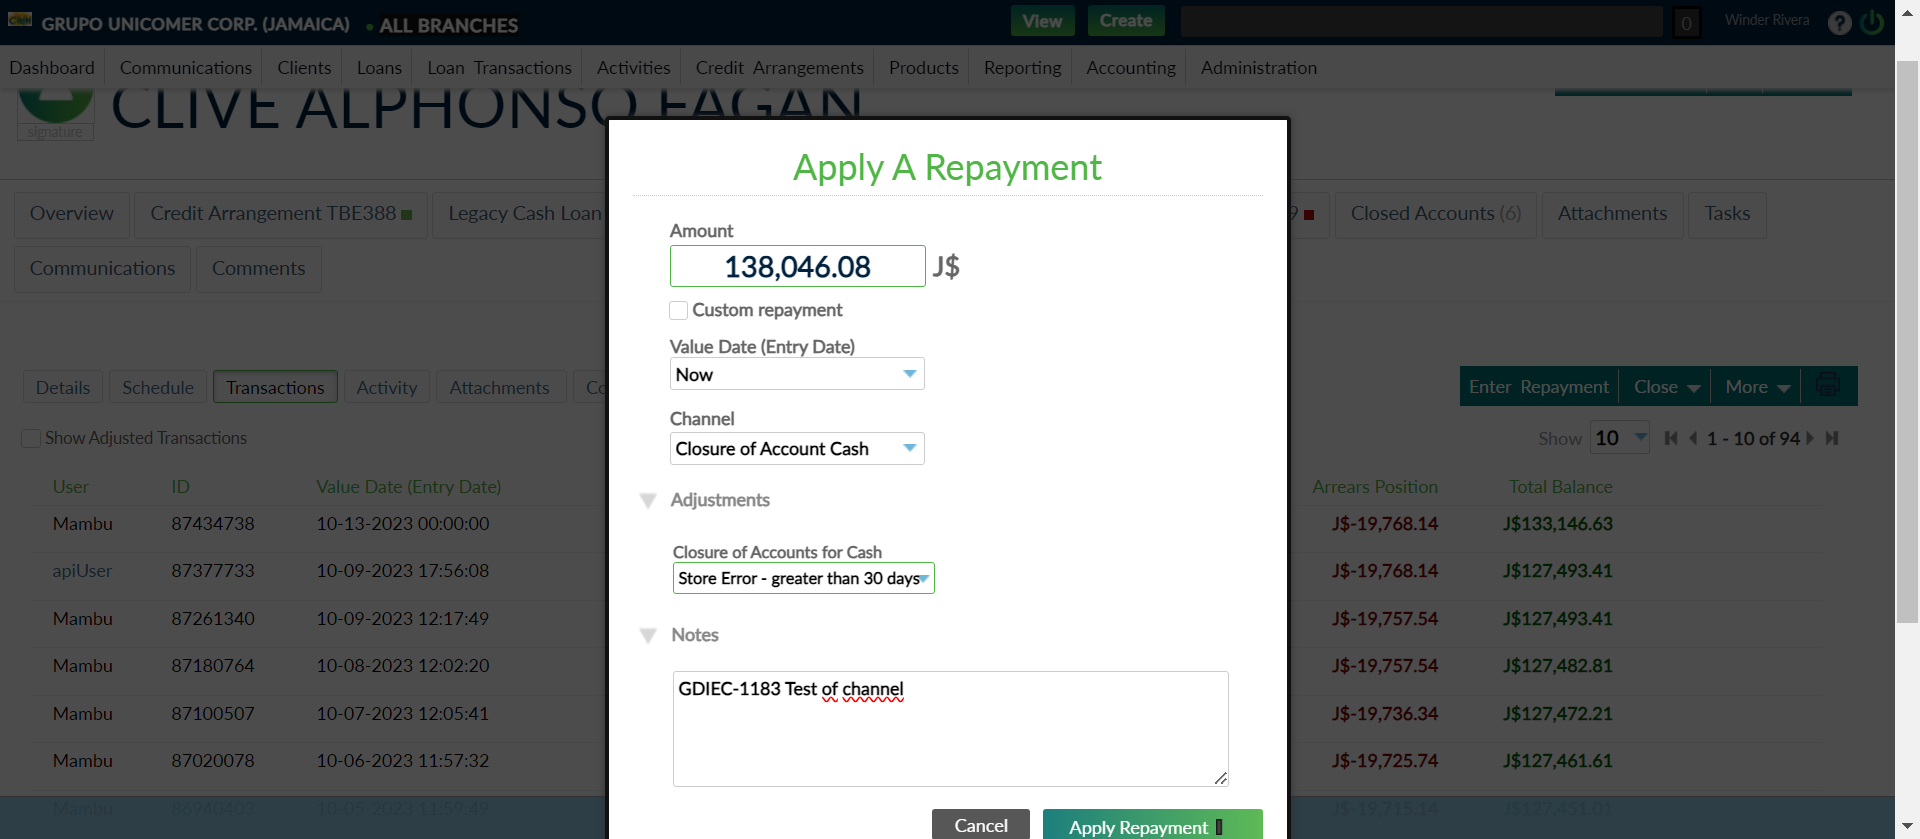 GRUPO UNICOMER CORP. (JAMAICA) ALL BRANCHES View Create 0 Winder Rivera ?
Dashboard Communications Clients Loans Loan Transactions Activities Credit Arrangements Products Reporting Accounting Administration
signature CLIVE ALPHONSO FAGAN
Apply A Repayment
Overview Credit Arrangement TBE388 Legacy Cash Loan 9 Closed Accounts (6) Attachments Tasks
Communications Comments
Amount
138,046.08 J$
Custom repayment
Value Date (Entry Date)
Now
Details Schedule Transactions Activity Attachments Co Enter Repayment Close More
Channel
Closure of Account Cash
Show Adjusted Transactions Show 10 1 - 10 of 94
Adjustments
User ID Value Date (Entry Date) Arrears Position Total Balance
Mambu 87434738 10-13-2023 00:00:00 J$-19,768.14 J$133,146.63
Closure of Accounts for Cash
Store Error - greater than 30 days
apiUser 87377733 10-09-2023 17:56:08 J$-19,768.14 J$127,493.41
Mambu 87261340 10-09-2023 12:17:49 J$-19,757.54 J$127,493.41
Notes
Mambu 87180764 10-08-2023 12:02:20 J$-19,757.54 J$127,482.81
GDIEC-1183 Test of channel
Mambu 87100507 10-07-2023 12:05:41 J$-19,736.34 J$127,472.21
Mambu 87020078 10-06-2023 11:57:32 J$-19,725.74 J$127,461.61
Mambu 86940403 10-05-2023 11:59:49 J$-19,715.14 J$127,451.01
Cancel Apply Repayment